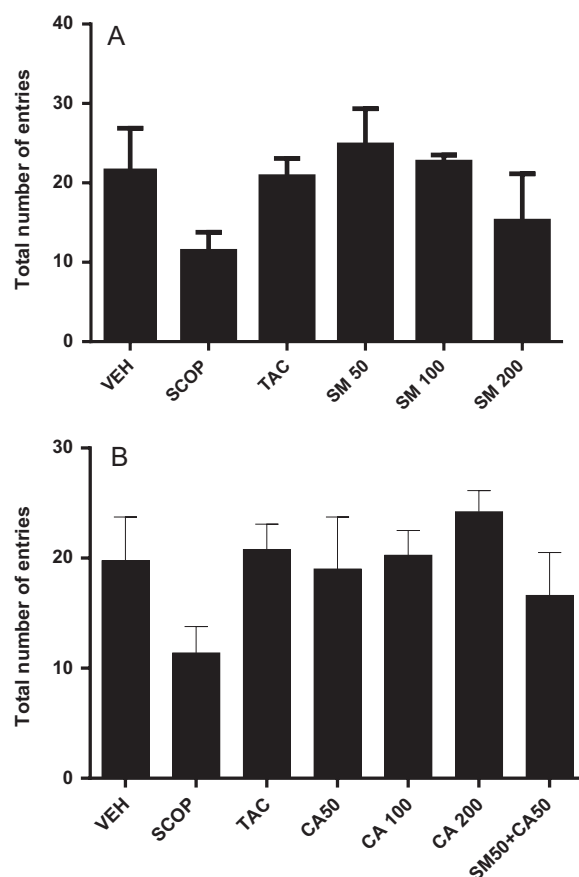 A
Total number of entries
40
30
20
10
0
VEH
SCOP
TAC
SM 50
SM 100
SM 200
B
Total number of entries
30
20
10
0
VEH
SCOP
TAC
CA50
CA 100
CA 200
SM50+CA50